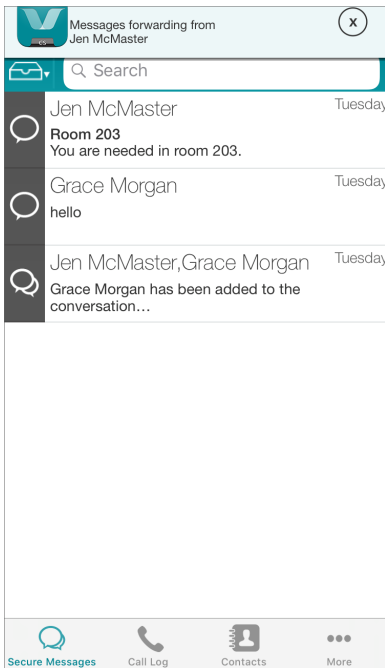 Messages forwarding from
Jen McMaster
x
CS
Search
Jen McMaster
Tuesday
Room 203
You are needed in room 203.
Grace Morgan
Tuesday
hello
Jen McMaster,Grace Morgan
Tuesday
Grace Morgan has been added to the
conversation…
Secure Messages
Call Log
Contacts
More